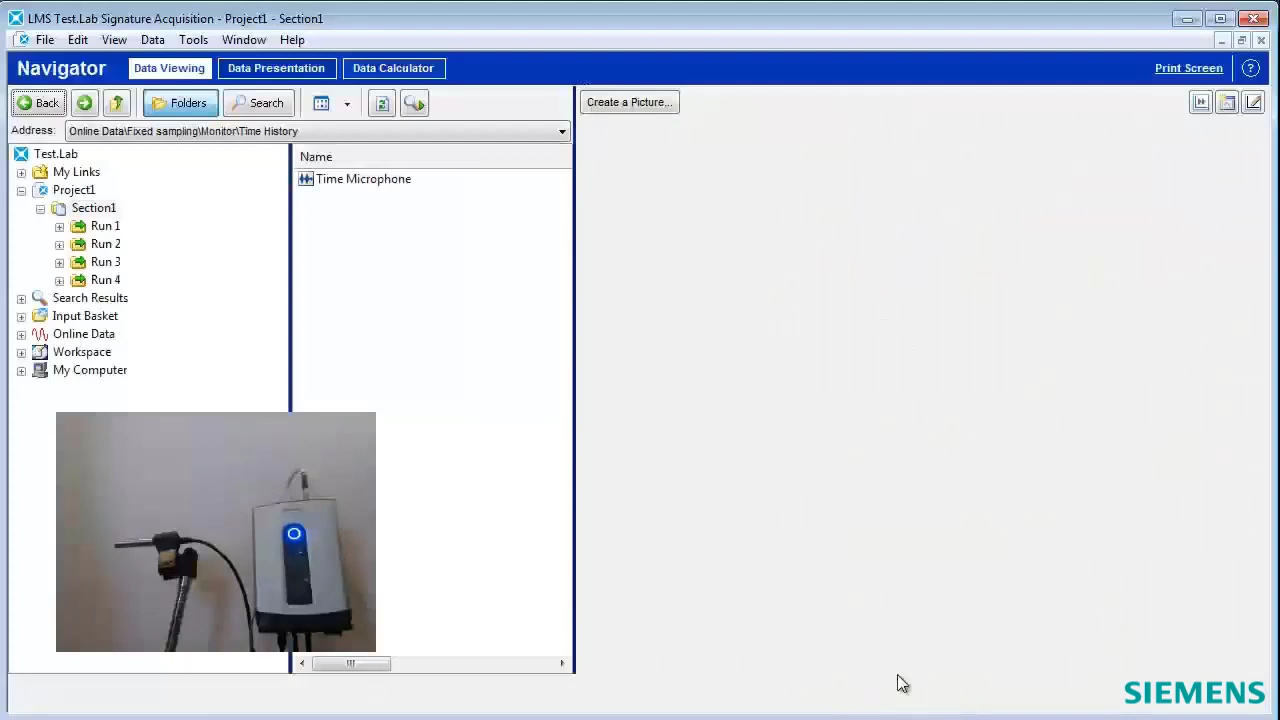 LMS Test.Lab Signature Acquisition - Project1 - Section1
File Edit View Data Tools Window Help
Navigator Data Viewing Data Presentation Data Calculator Print Screen
Back Folders Search Create a Picture...
Address: Online Data\Fixed sampling\Monitor\Time History
Test.Lab
My Links
Project1
Section1
Run 1
Run 2
Run 3
Run 4
Search Results
Input Basket
Online Data
Workspace
My Computer
Name
Time Microphone
SIEMENS